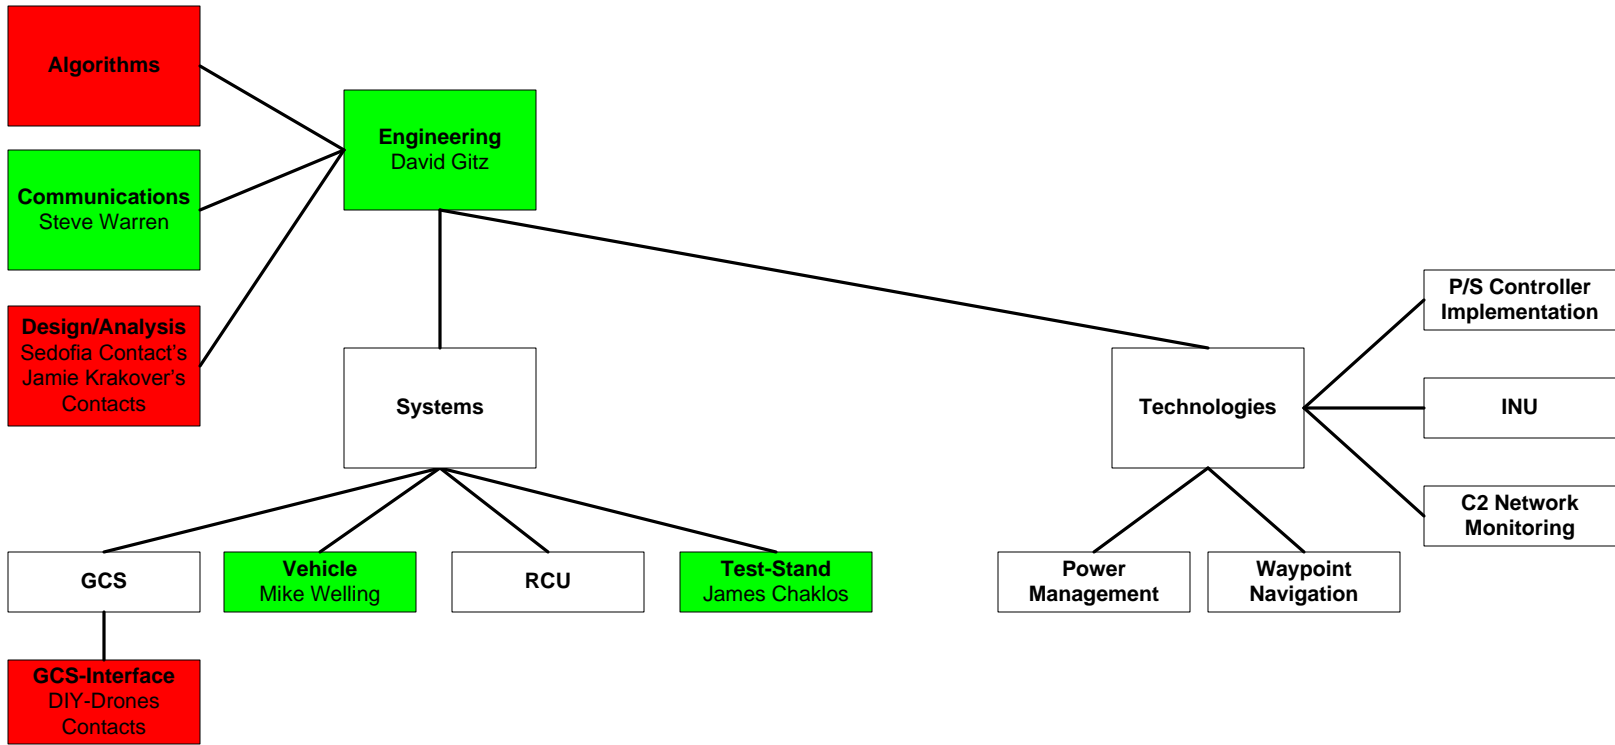 Algorithms
Engineering
David Gitz
Communications
Steve Warren
Design/Analysis
Sedofia Contact's
Jamie Krakover's
Contacts
Systems
Technologies
P/S Controller
Implementation
INU
C2 Network
Monitoring
GCS
Vehicle
Mike Welling
RCU
Test-Stand
James Chaklos
Power
Management
Waypoint
Navigation
GCS-Interface
DIY-Drones
Contacts